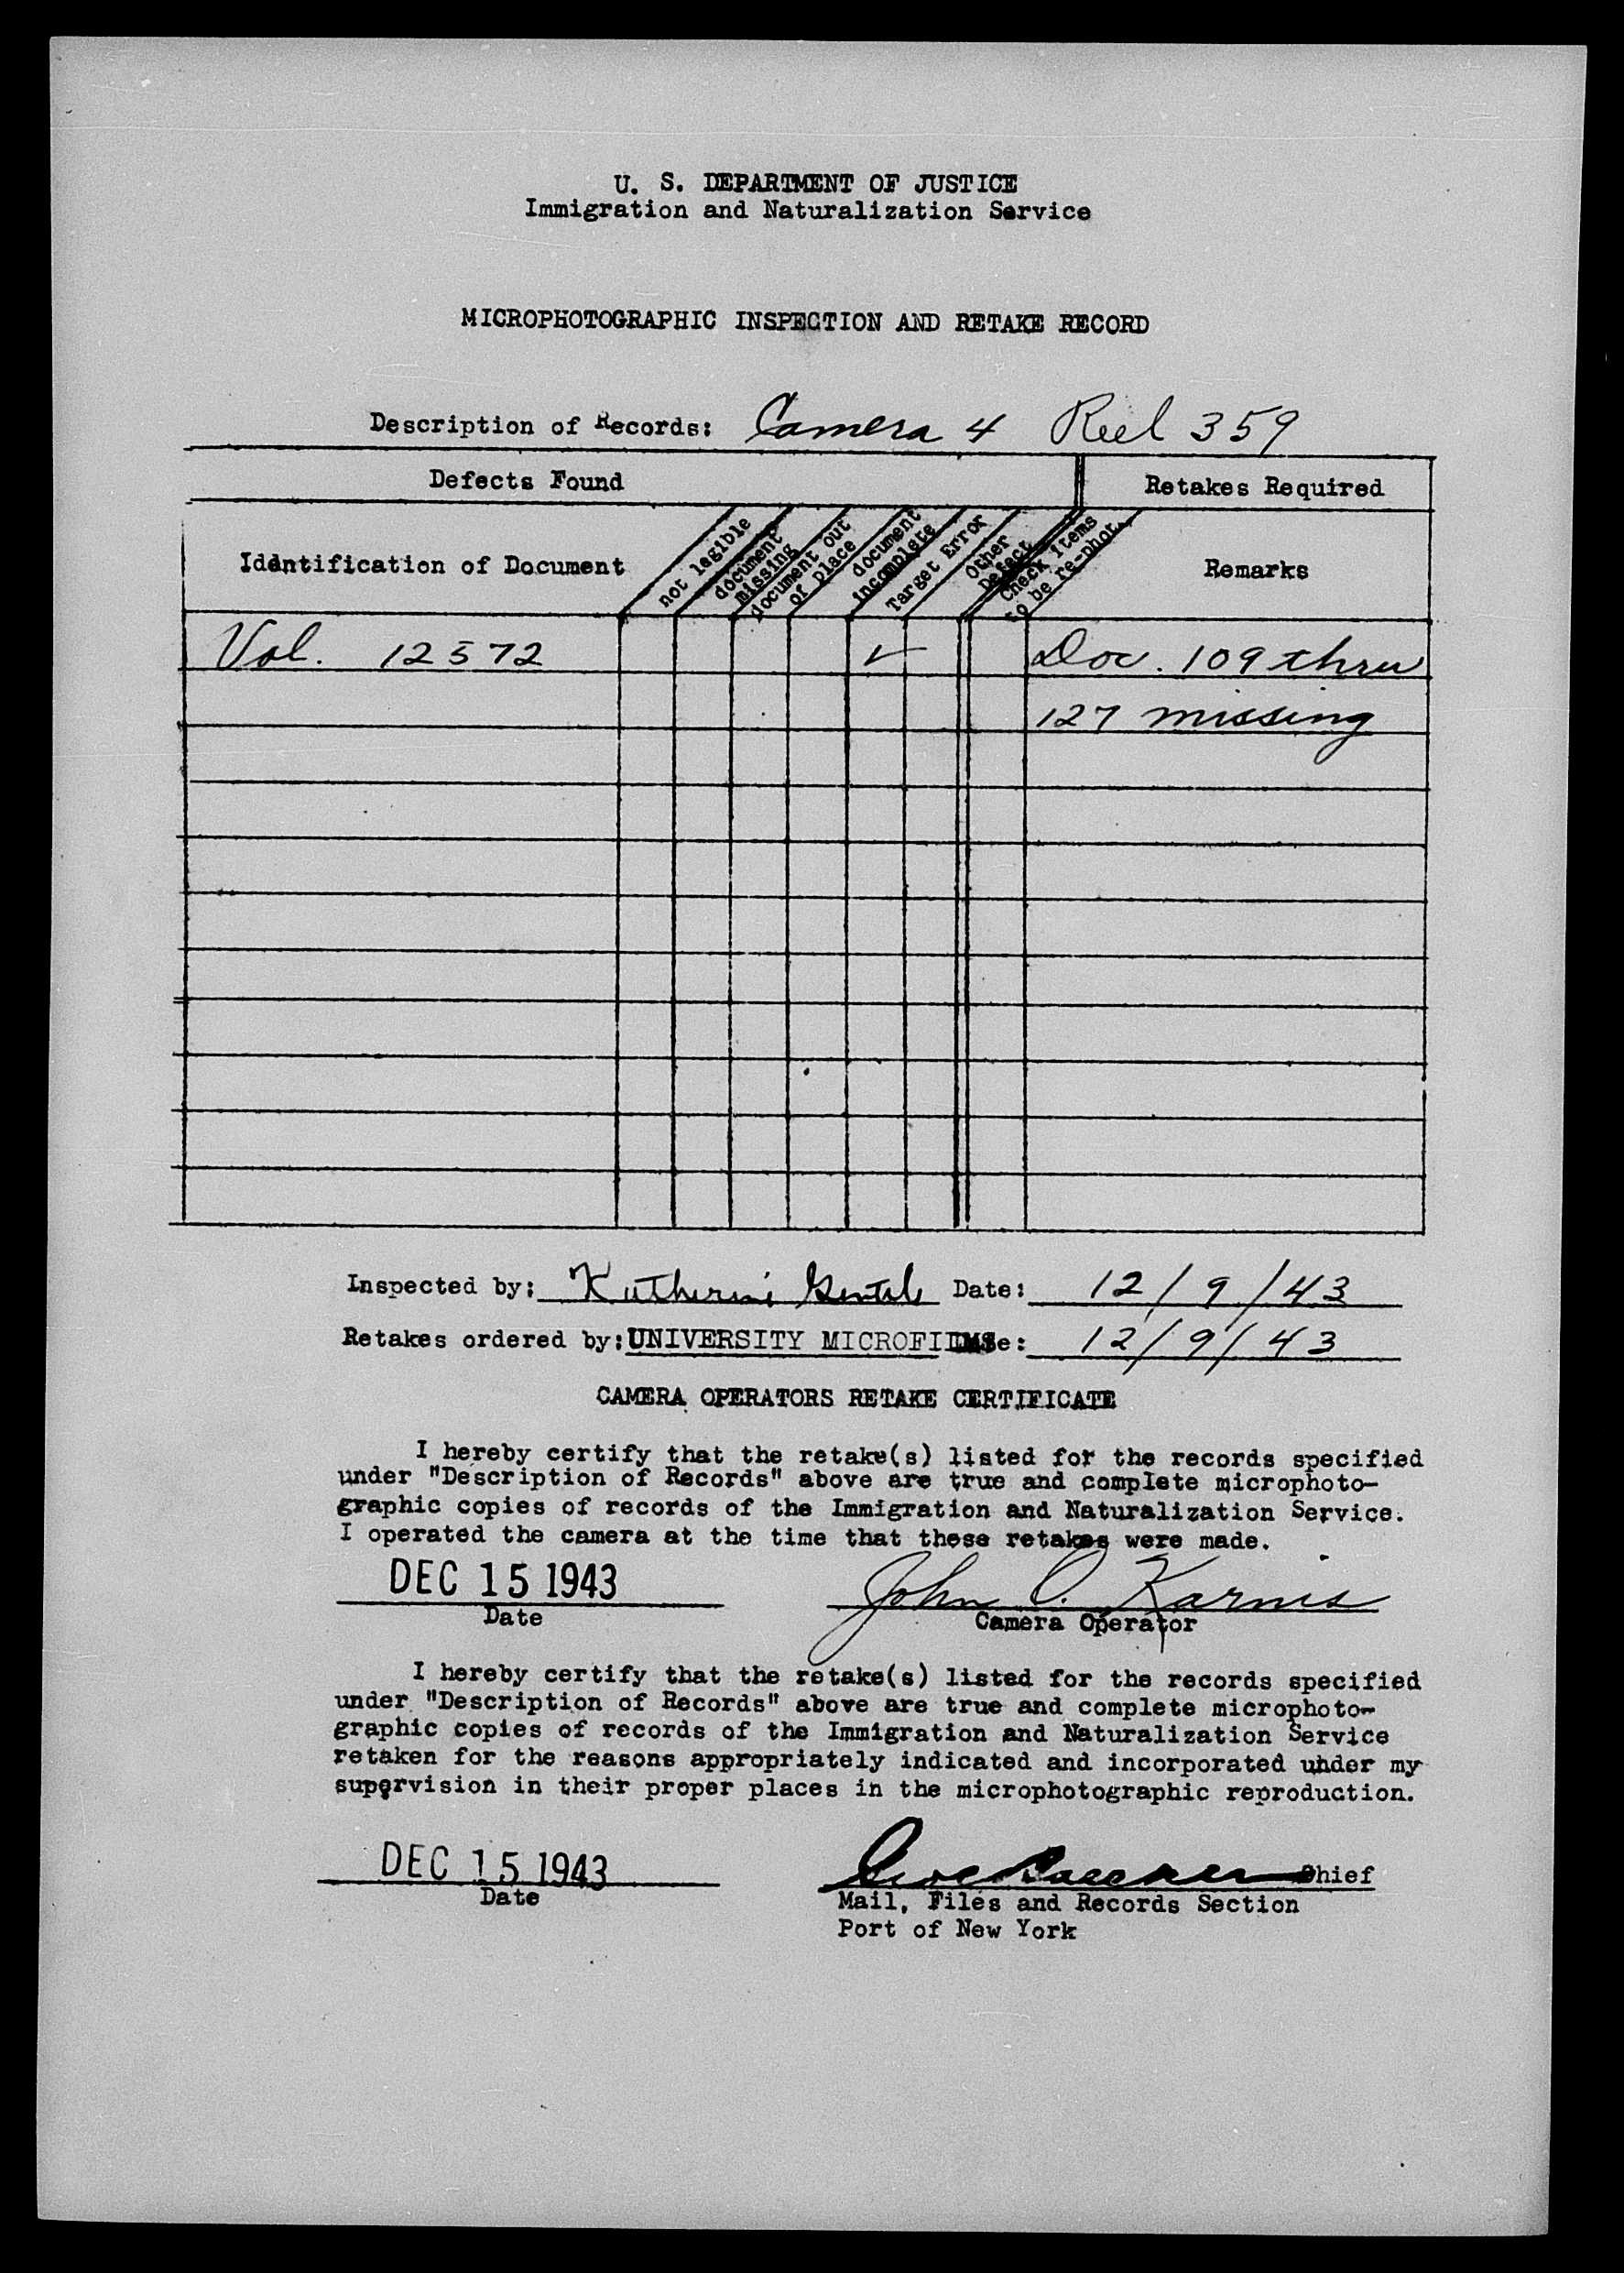 U. S. DEPARTMENT OF JUSTICE
Immigration and Naturalization Service
MICROPHOTOGRAPHIC INSPECTION AND RETAKE RECORD
Description of Records: Camera 4 Reel 359
Defects Found
Retakes Required
Identification of Document
not legible
document missing
document out of place
document incomplete
Target Error
Other Defect
Check items to be re-phot.
Remarks
Vol. 12572 ✓ Doc. 109 thru
127 missing
Inspected by: Katherine Gentile Date: 12/9/43
Retakes ordered by: UNIVERSITY MICROFILMS Date: 12/9/43
CAMERA OPERATORS RETAKE CERTIFICATE
I hereby certify that the retake(s) listed for the records specified
under "Description of Records" above are true and complete microphoto-
graphic copies of records of the Immigration and Naturalization Service.
I operated the camera at the time that these retakes were made.
DEC 15 1943 John O. Karnis
Date
Camera Operator
I hereby certify that the retake(s) listed for the records specified
under "Description of Records" above are true and complete microphoto-
graphic copies of records of the Immigration and Naturalization Service
retaken for the reasons appropriately indicated and incorporated under my
supervision in their proper places in the microphotographic reproduction.
DEC 15 1943 Chief
Date
Mail, Files and Records Section
Port of New York